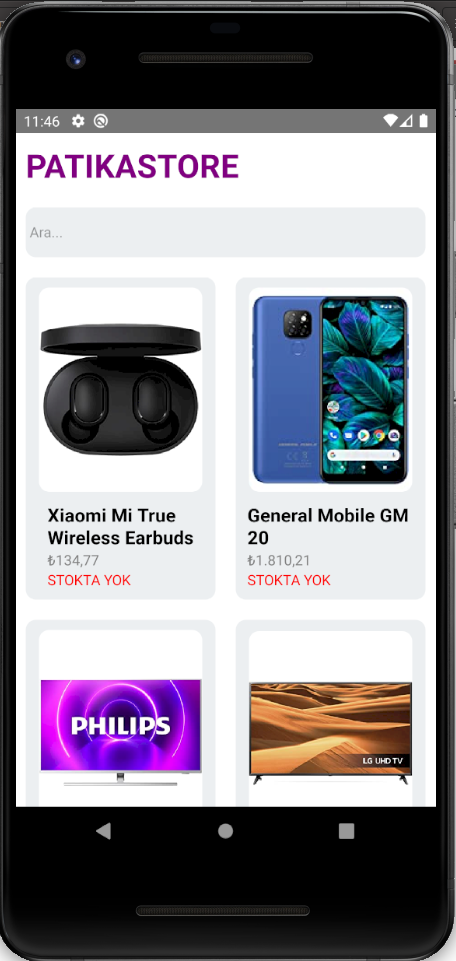 11:46
PATIKASTORE
Ara...
Xiaomi Mi True
Wireless Earbuds
₺134,77
STOKTA YOK
General Mobile GM
20
₺1.810,21
STOKTA YOK
PHILIPS
LG UHD TV